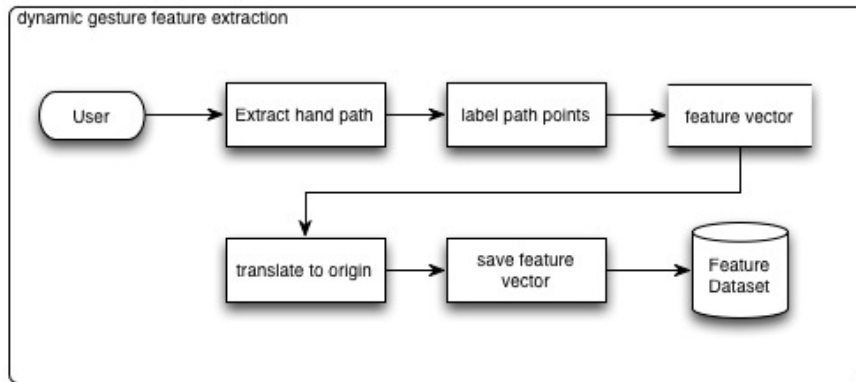 dynamic gesture feature extraction
User
Extract hand path
label path points
feature vector
translate to origin
save feature
vector
Feature
Dataset